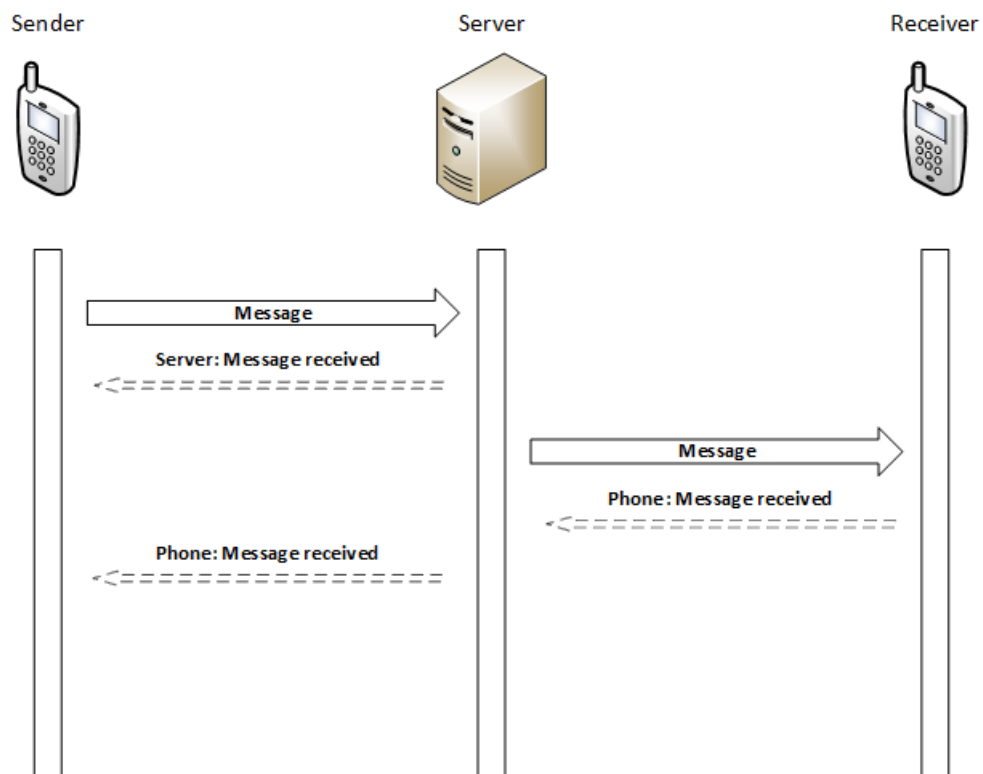 Sender
Server
Receiver
Message
Server: Message received
Message
Phone: Message received
Phone: Message received